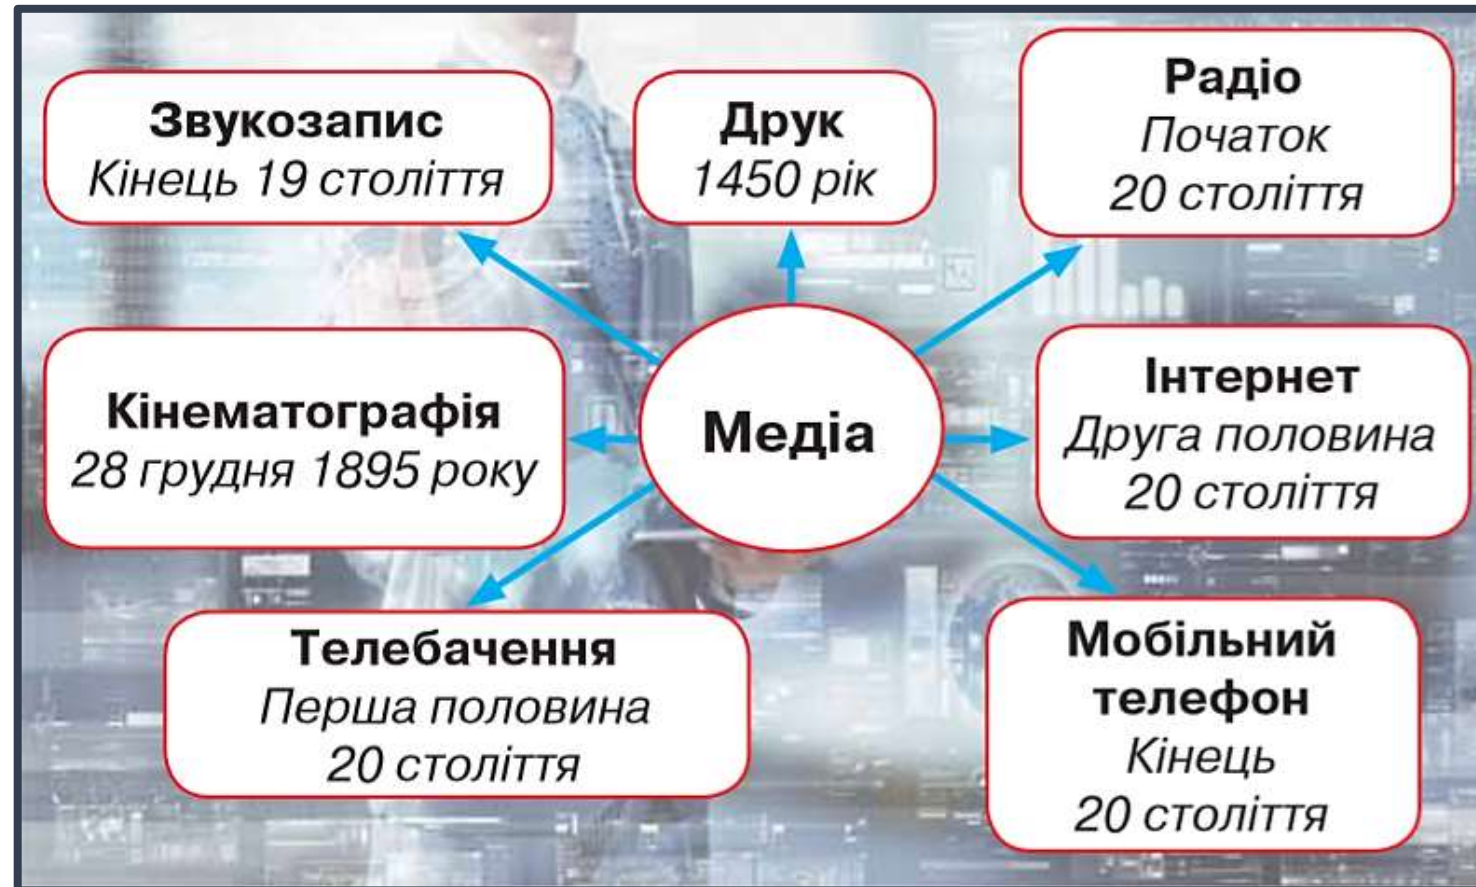 Звукозапис
Кінець 19 століття
Друк
1450 рік
Радіо
Початок
20 століття
Кінематографія
28 грудня 1895 року
Медіа
Інтернет
Друга половина
20 століття
Телебачення
Перша половина
20 століття
Мобільний
телефон
Кінець
20 століття